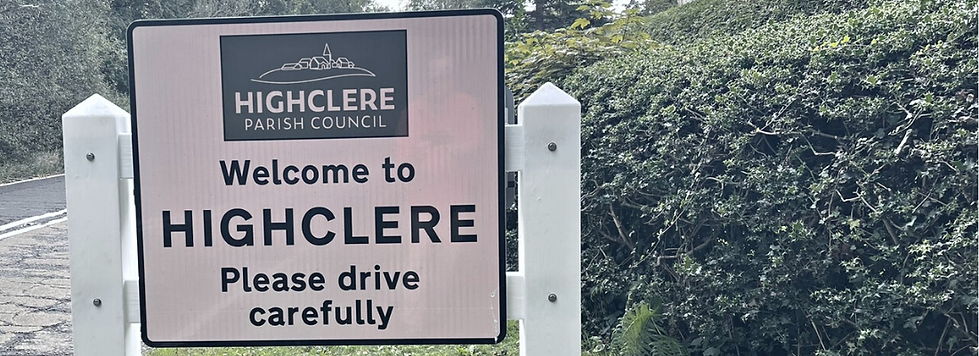 HIGHCLERE
PARISH COUNCIL
Welcome to
HIGHCLERE
Please drive
carefully